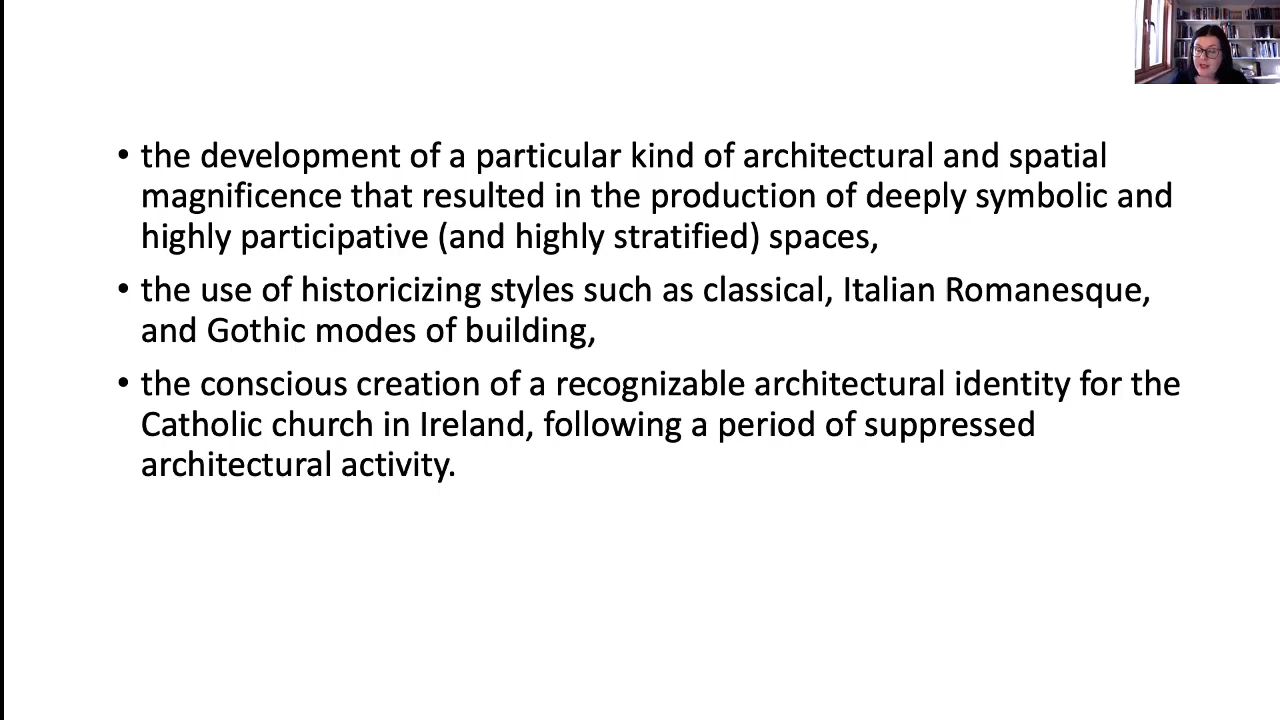 • the development of a particular kind of architectural and spatial
magnificence that resulted in the production of deeply symbolic and
highly participative (and highly stratified) spaces,
• the use of historicizing styles such as classical, Italian Romanesque,
and Gothic modes of building,
• the conscious creation of a recognizable architectural identity for the
Catholic church in Ireland, following a period of suppressed
architectural activity.